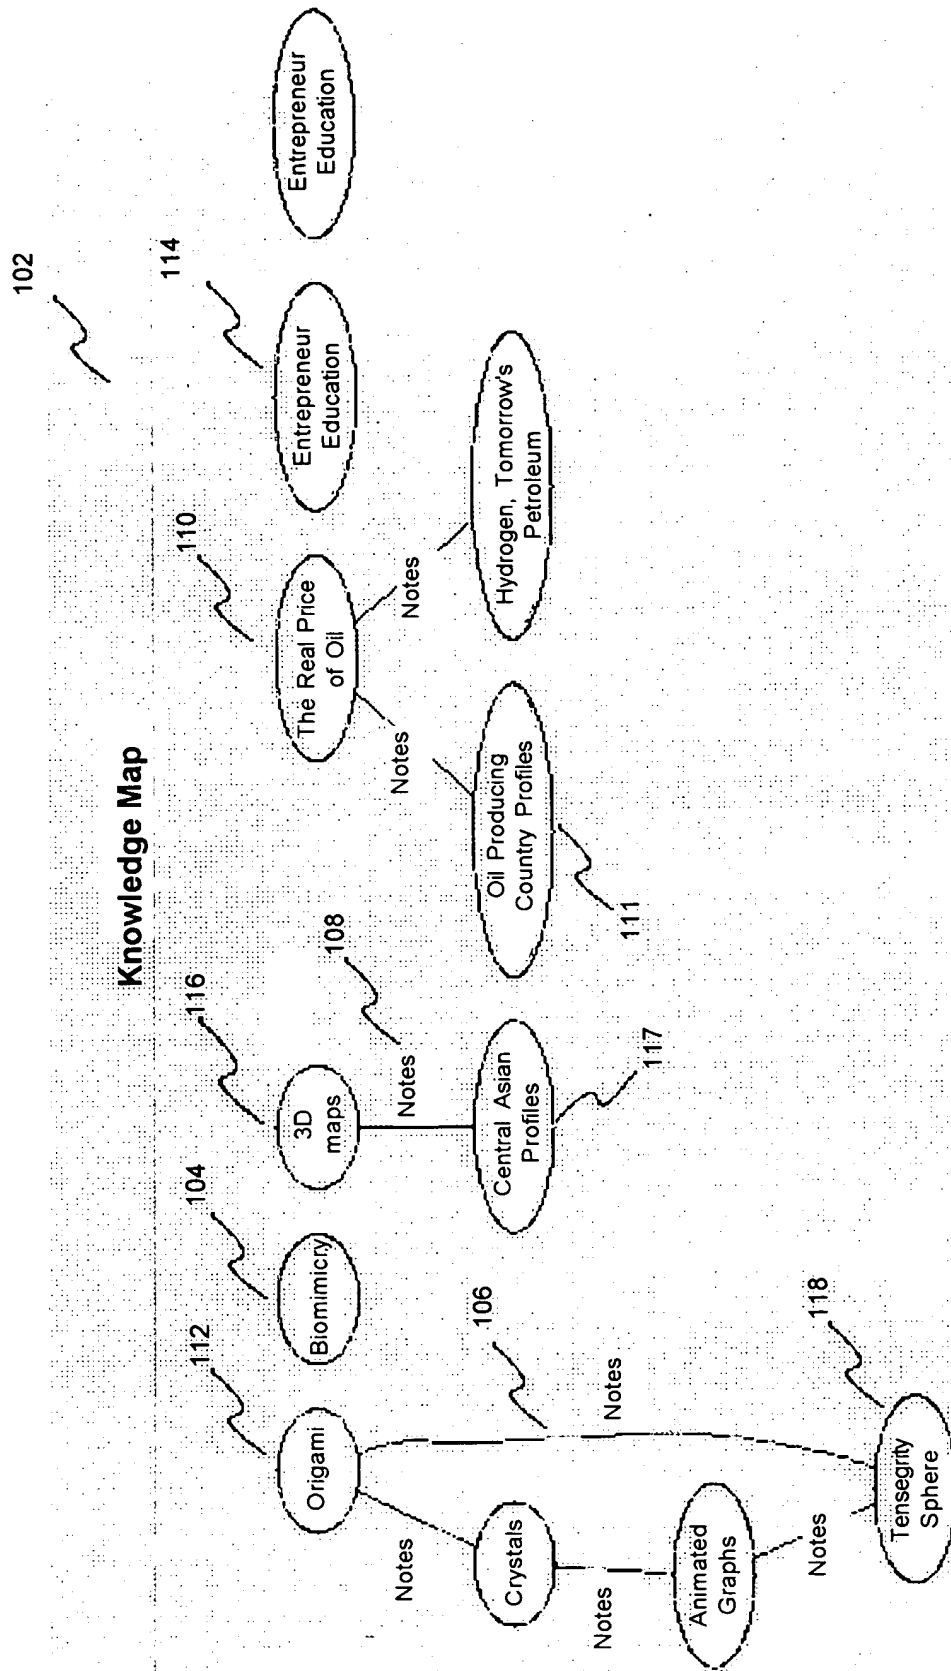 Knowledge Map
102
112
104
116
110
114
Origami
Biomimicry
3D
maps
The Real Price
of Oil
Entrepreneur
Education
Entrepreneur
Education
Notes
106
Notes
108
Notes
Notes
Crystals
Central Asian
Profiles
Oil Producing
Country Profiles
Hydrogen, Tomorrow's
Petroleum
Notes
Notes
117
111
Animated
Graphs
Notes
118
Tensegrity
Sphere